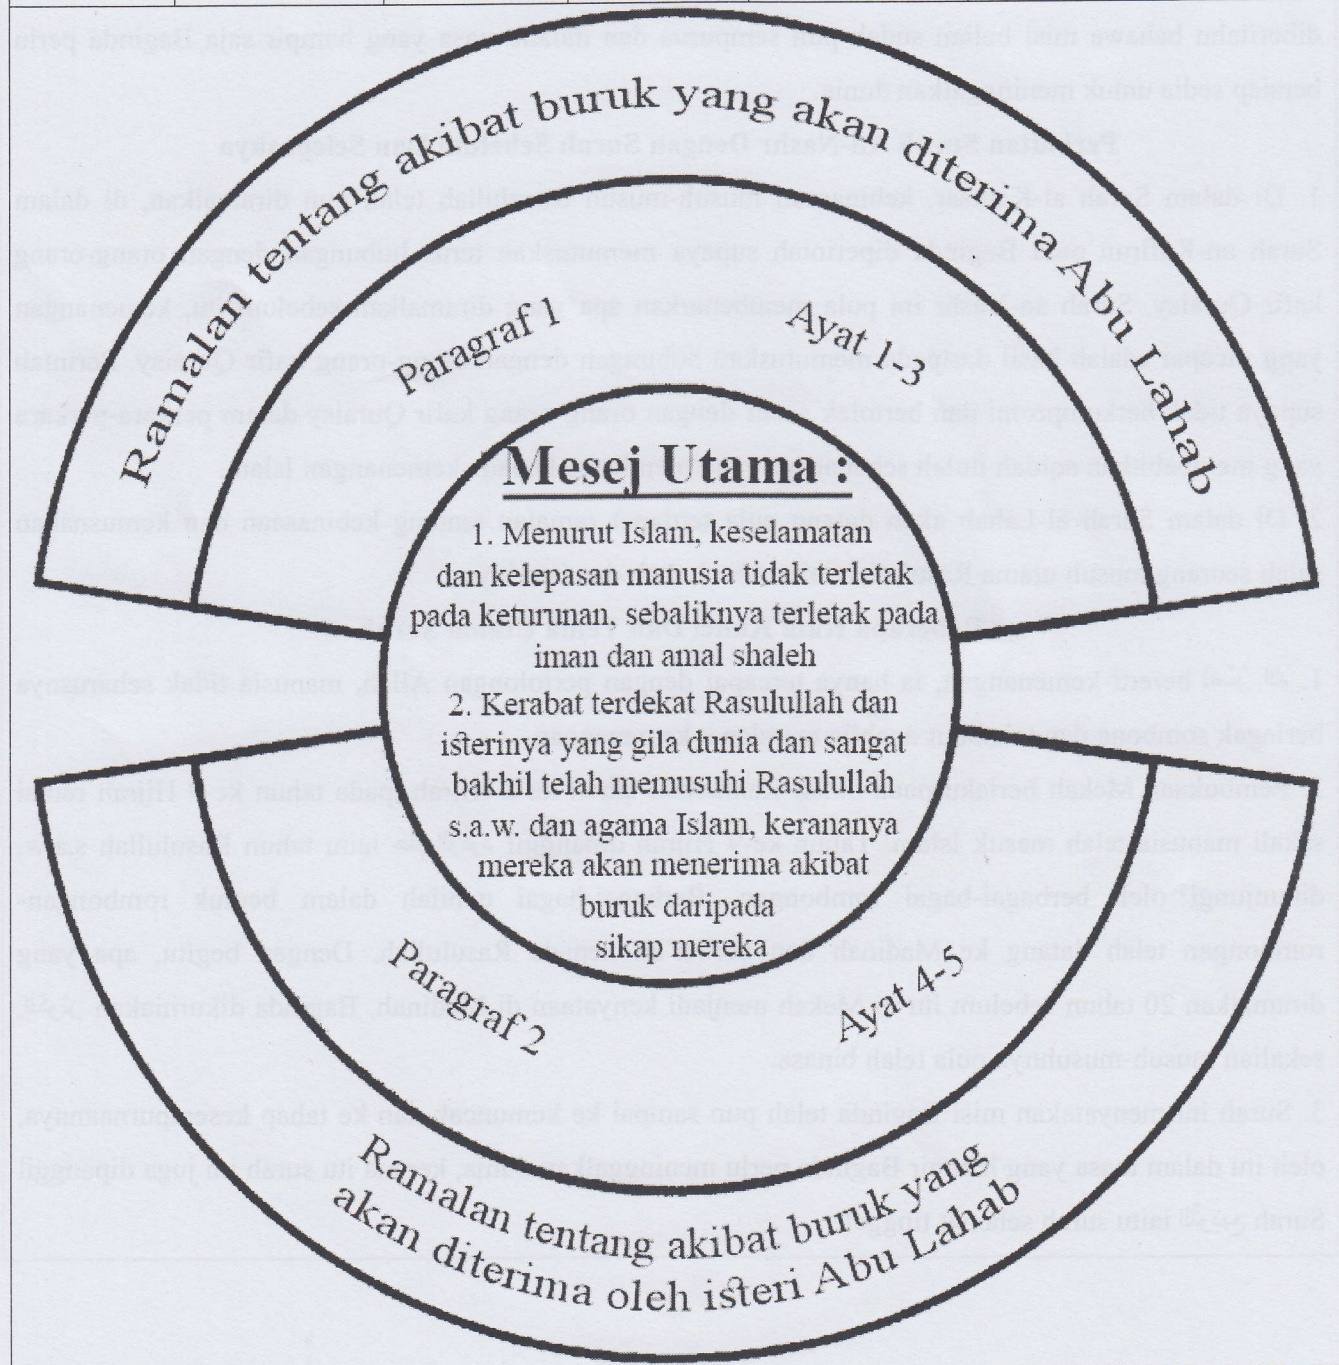 Ramalan tentang akibat buruk yang akan diterima Abu Lahab
Paragraf 1
Ayat 1-3
Mesej Utama :
1. Menurut Islam, keselamatan
dan kelepasan manusia tidak terletak
pada keturunan, sebaliknya terletak pada
iman dan amal shaleh
2. Kerabat terdekat Rasulullah dan
isterinya yang gila dunia dan sangat
bakhil telah memusuhi Rasulullah
s.a.w. dan agama Islam, kerananya
mereka akan menerima akibat
buruk daripada
sikap mereka
Paragraf 2
Ayat 4-5
Ramalan tentang akibat buruk yang
akan diterima oleh isteri Abu Lahab